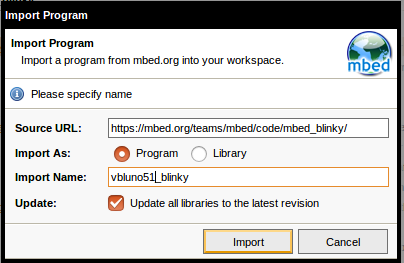 Import Program
Import Program
Import a program from mbed.org into your workspace.
mbed
Please specify name
Source URL: https://mbed.org/teams/mbed/code/mbed_blinky/
Import As: Program Library
Import Name: vbluno51_blinky
Update: Update all libraries to the latest revision
Import Cancel